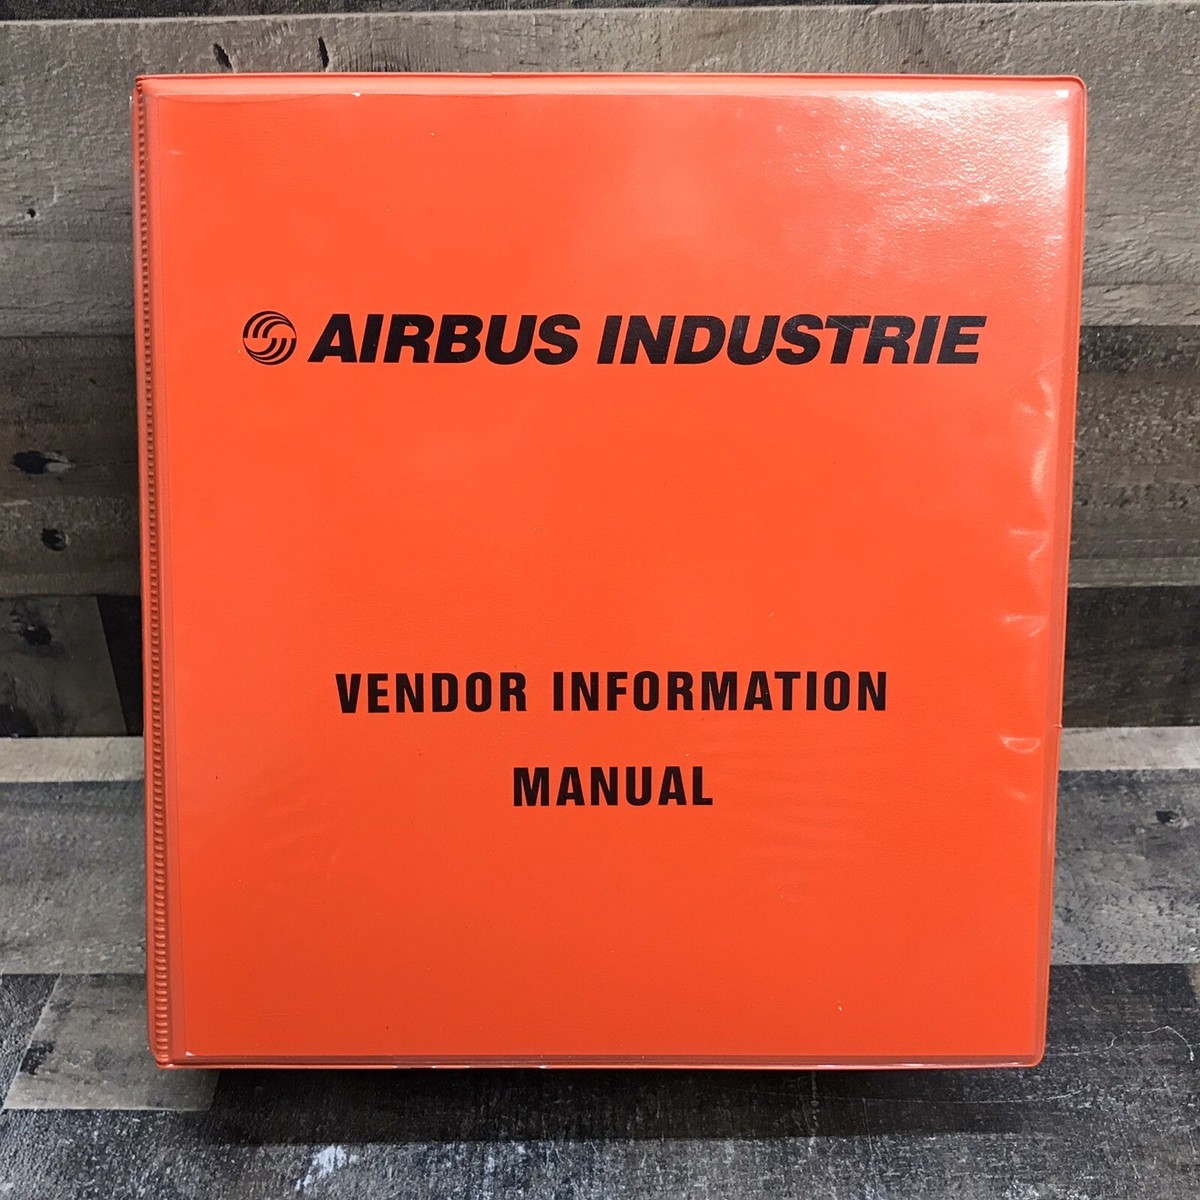 AIRBUS INDUSTRIE
VENDOR INFORMATION
MANUAL